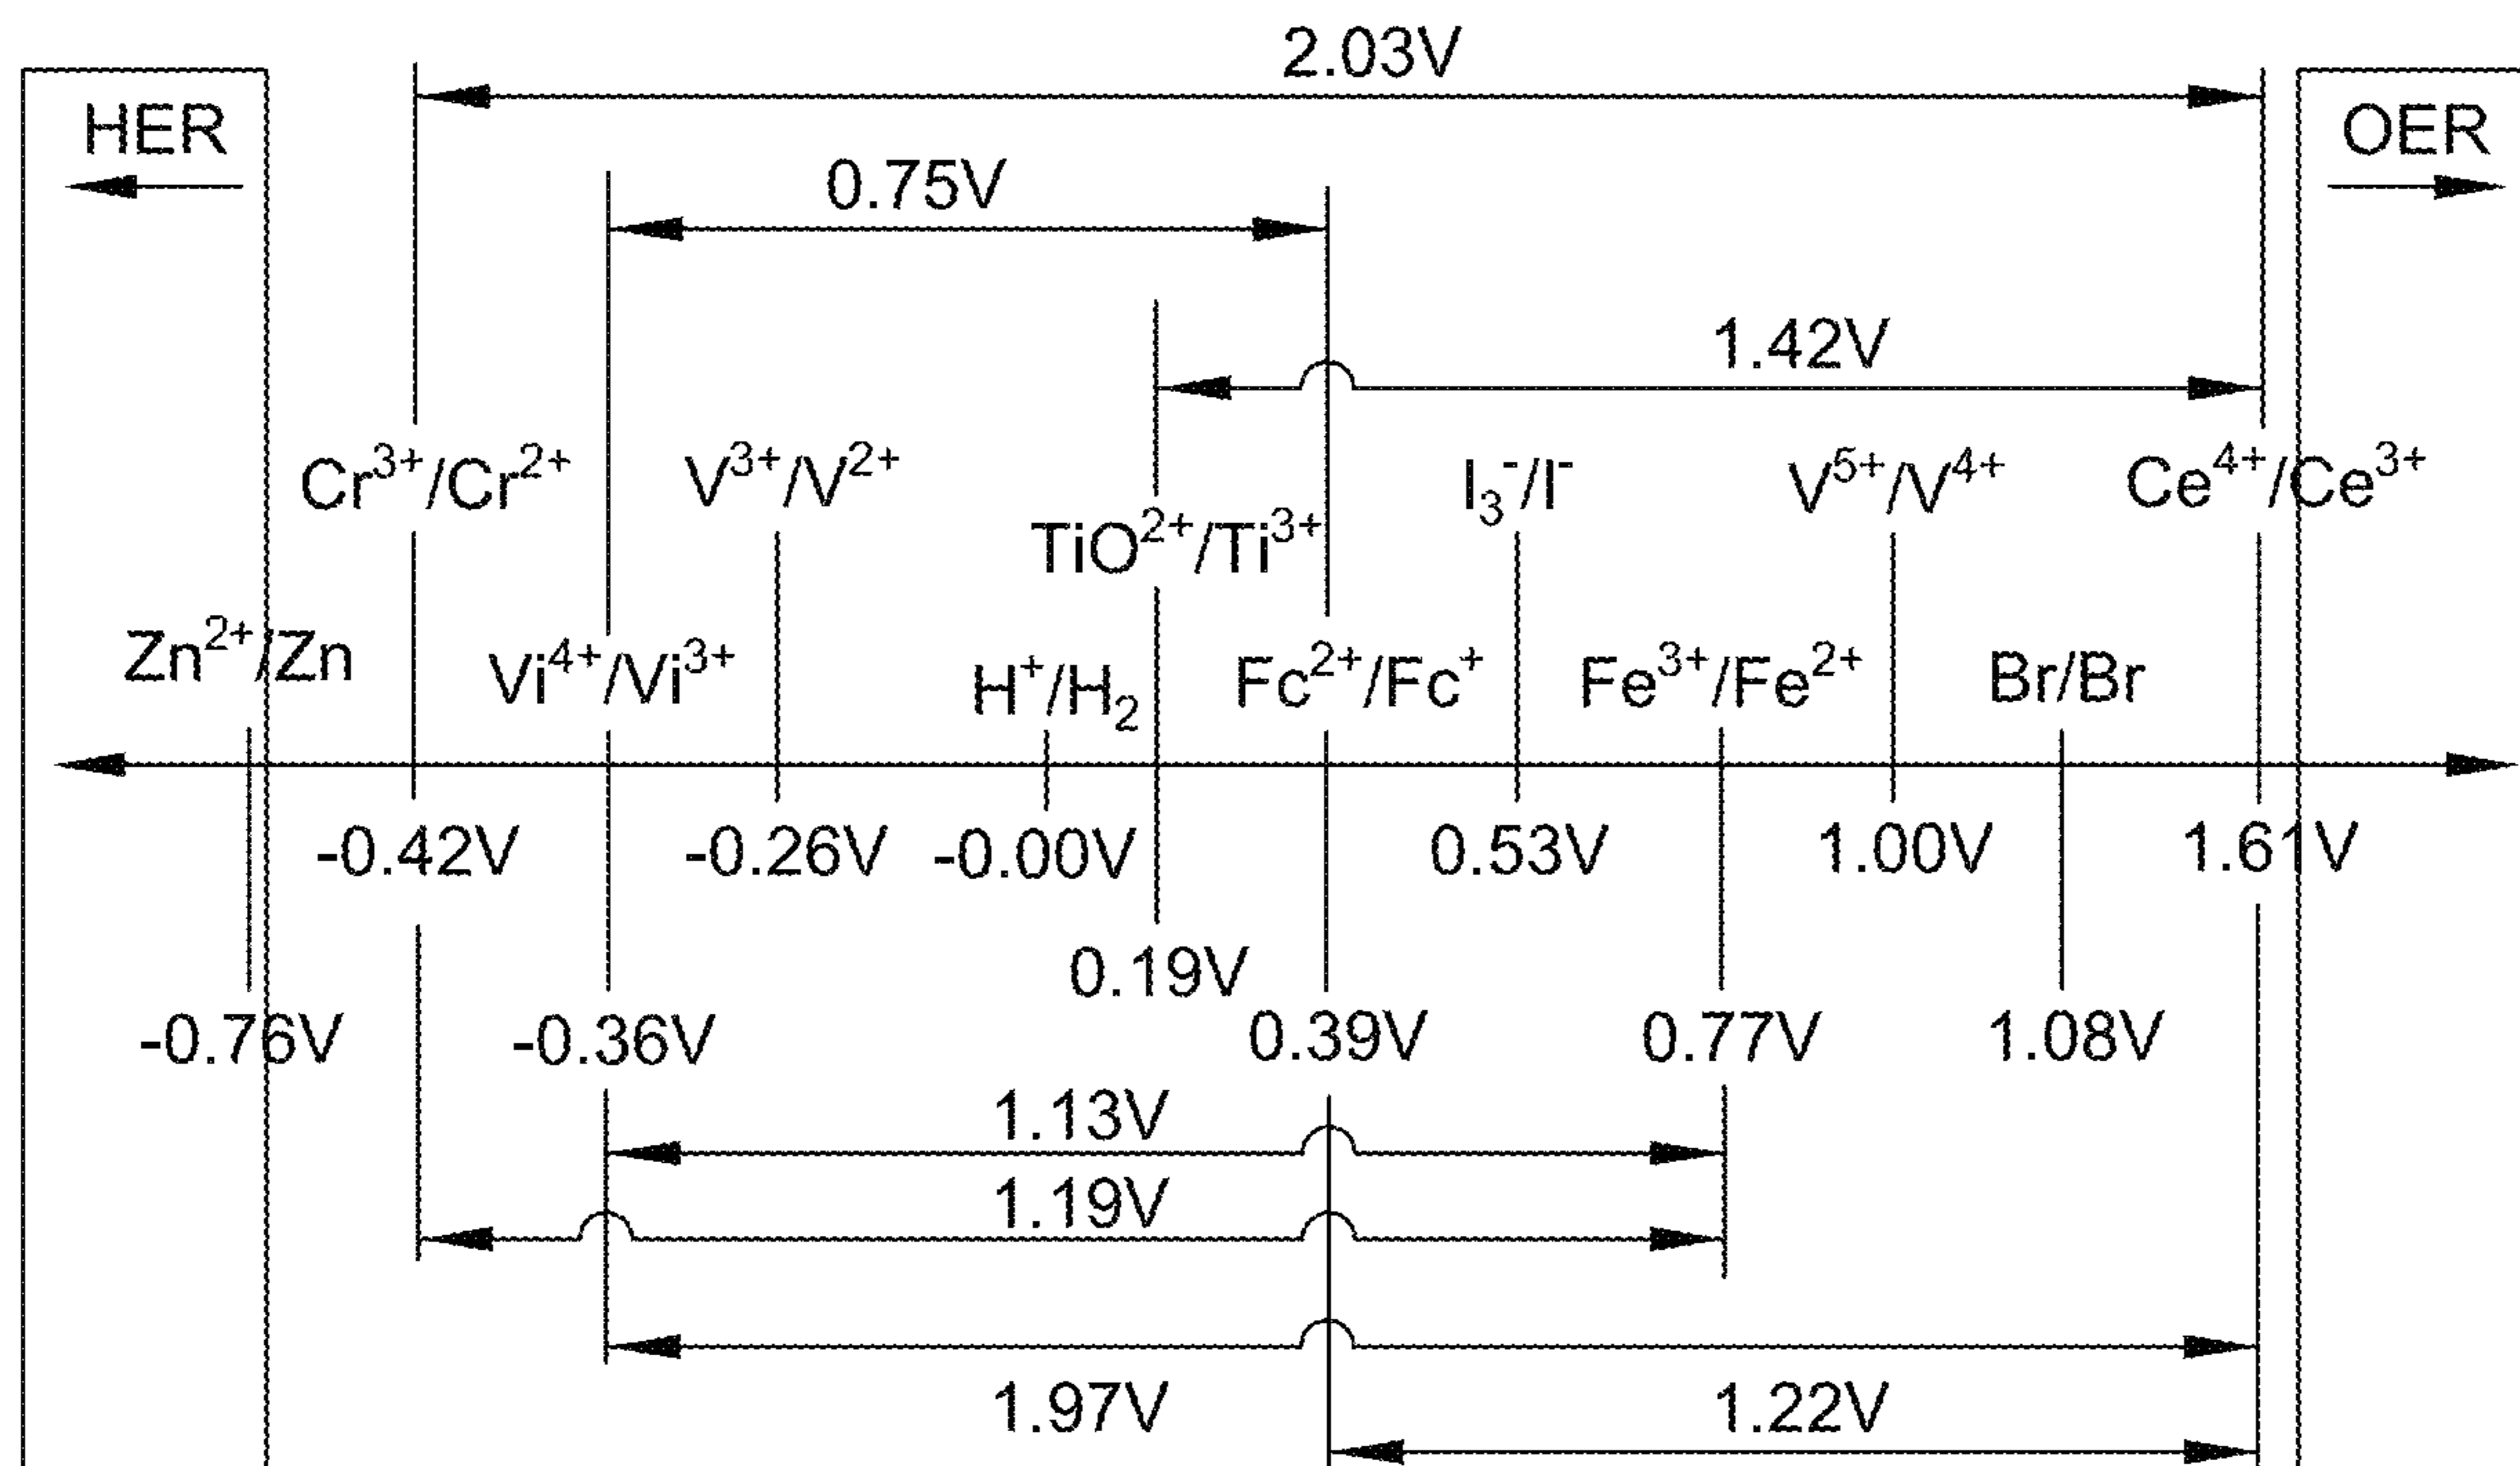 2.03V
HER
OER
0.75V
1.42V
Cr³⁺/Cr²⁺
V³⁺/V²⁺
I₃⁻/I⁻
V⁵⁺/V⁴⁺
Ce⁴⁺/Ce³⁺
TiO²⁺/Ti³⁺
Zn²⁺/Zn
Vi⁴⁺/Vi³⁺
H⁺/H₂
Fc²⁺/Fc⁺
Fe³⁺/Fe²⁺
Br/Br
-0.42V
-0.26V
-0.00V
0.53V
1.00V
1.61V
0.19V
-0.76V
-0.36V
0.39V
0.77V
1.08V
1.13V
1.19V
1.97V
1.22V